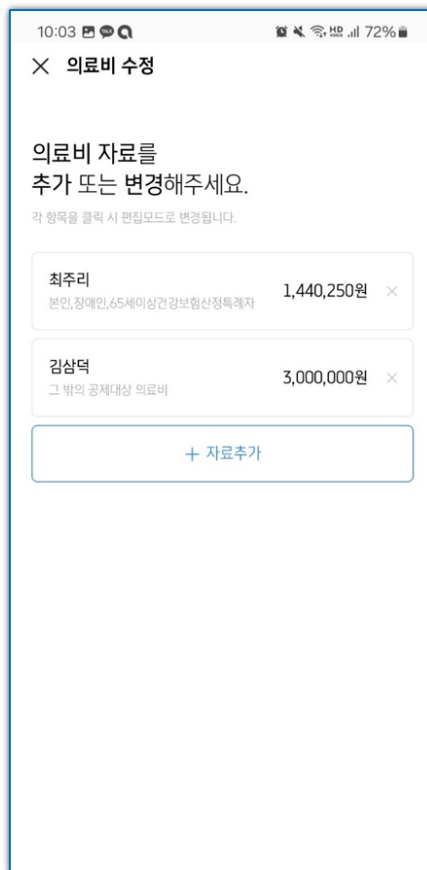 10:03 72%
× 의료비 수정
의료비 자료를
추가 또는 변경해주세요.
각 항목을 클릭 시 편집모드로 변경됩니다.
최주리
본인,장애인,65세이상건강보험산정특례자
1,440,250원 ×
김삼덕
그 밖의 공제대상 의료비
3,000,000원 ×
+ 자료추가